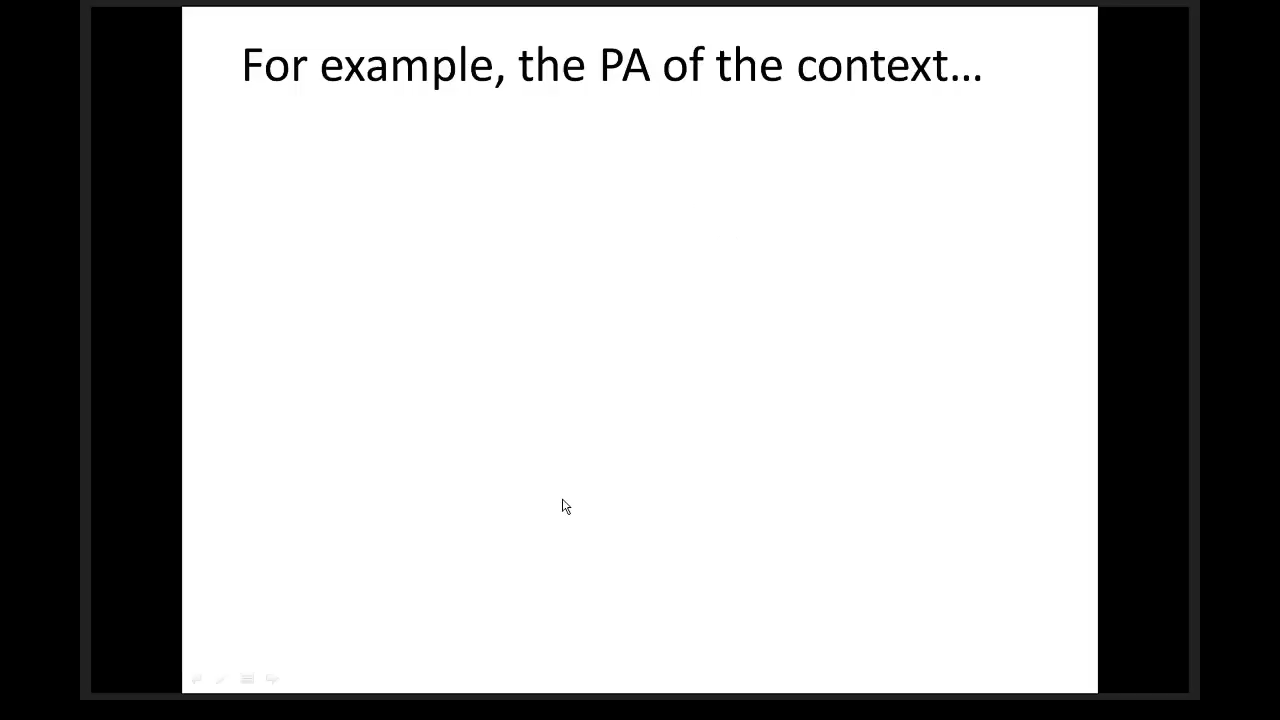 For example, the PA of the context…